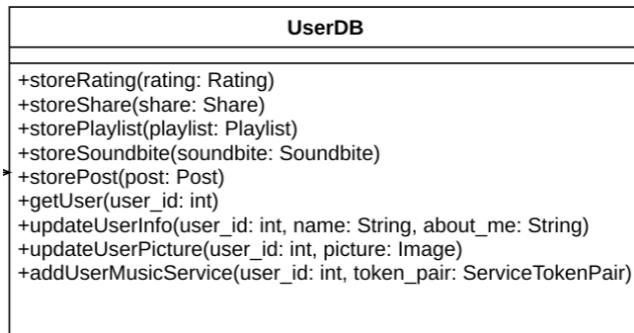 UserDB
+storeRating(rating: Rating)
+storeShare(share: Share)
+storePlaylist(playlist: Playlist)
+storeSoundbite(soundbite: Soundbite)
+storePost(post: Post)
+getUser(user_id: int)
+updateUserInfo(user_id: int, name: String, about_me: String)
+updateUserPicture(user_id: int, picture: Image)
+addUserMusicService(user_id: int, token_pair: ServiceTokenPair)